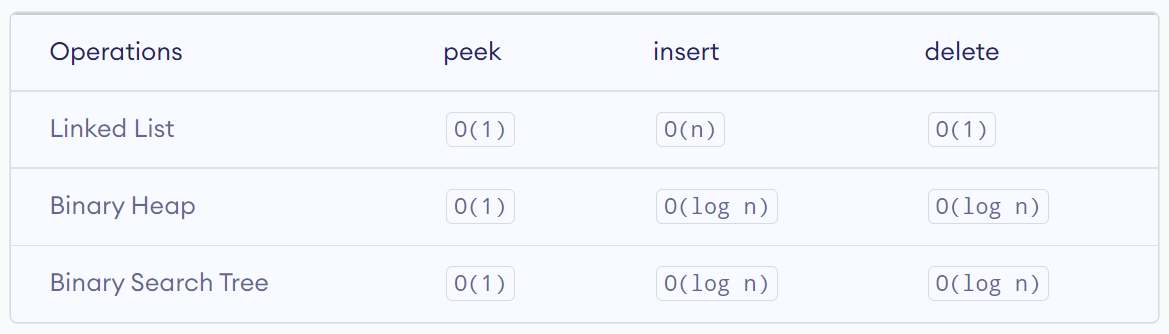 Operations peek insert delete
Linked List O(1) O(n) O(1)
Binary Heap O(1) O(log n) O(log n)
Binary Search Tree O(1) O(log n) O(log n)